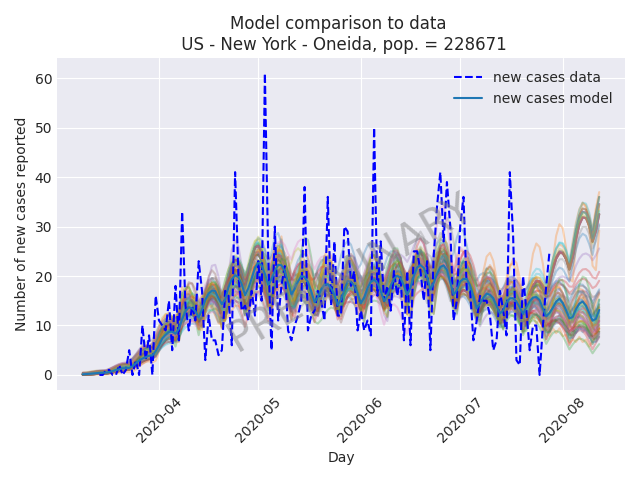 Model comparison to data
US - New York - Oneida, pop. = 228671
new cases data
new cases model
PRELIMINARY
Number of new cases reported
60
50
40
30
20
10
0
2020-04
2020-05
2020-06
2020-07
2020-08
Day